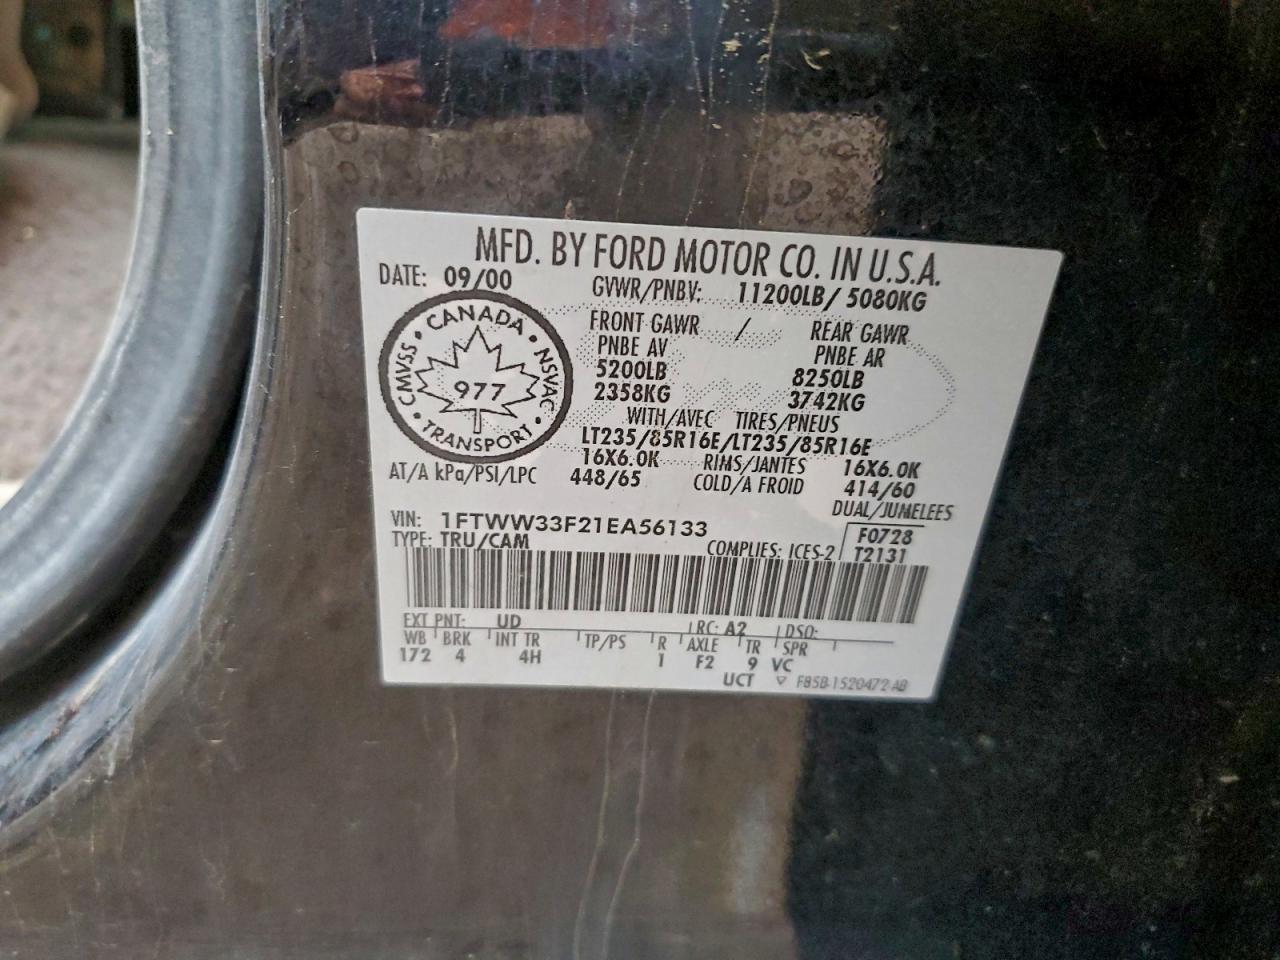 MFD. BY FORD MOTOR CO. IN U.S.A.
DATE: 09/00 GVWR/PNBV: 11200LB/ 5080KG
CANADA
CMVSS 977 NSVAC
TRANSPORT
FRONT GAWR / REAR GAWR
PNBE AV PNBE AR
5200LB 8250LB
2358KG 3742KG
WITH/AVEC TIRES/PNEUS
LT235/85R16E/LT235/85R16E
16X6.0K RIMS/JANTES 16X6.0K
AT/A kPa/PSI/LPC 448/65 COLD/A FROID 414/60
DUAL/JUMELEES
VIN: 1FTWW33F21EA56133 F0728
TYPE: TRU/CAM COMPLIES: ICES-2 T2131
EXT PNT: UD RC: A2 DSO:
WB BRK INT TR TP/PS R AXLE TR SPR
172 4 4H 1 F2 9 VC
UCT ▽ F85B-1520472-AB